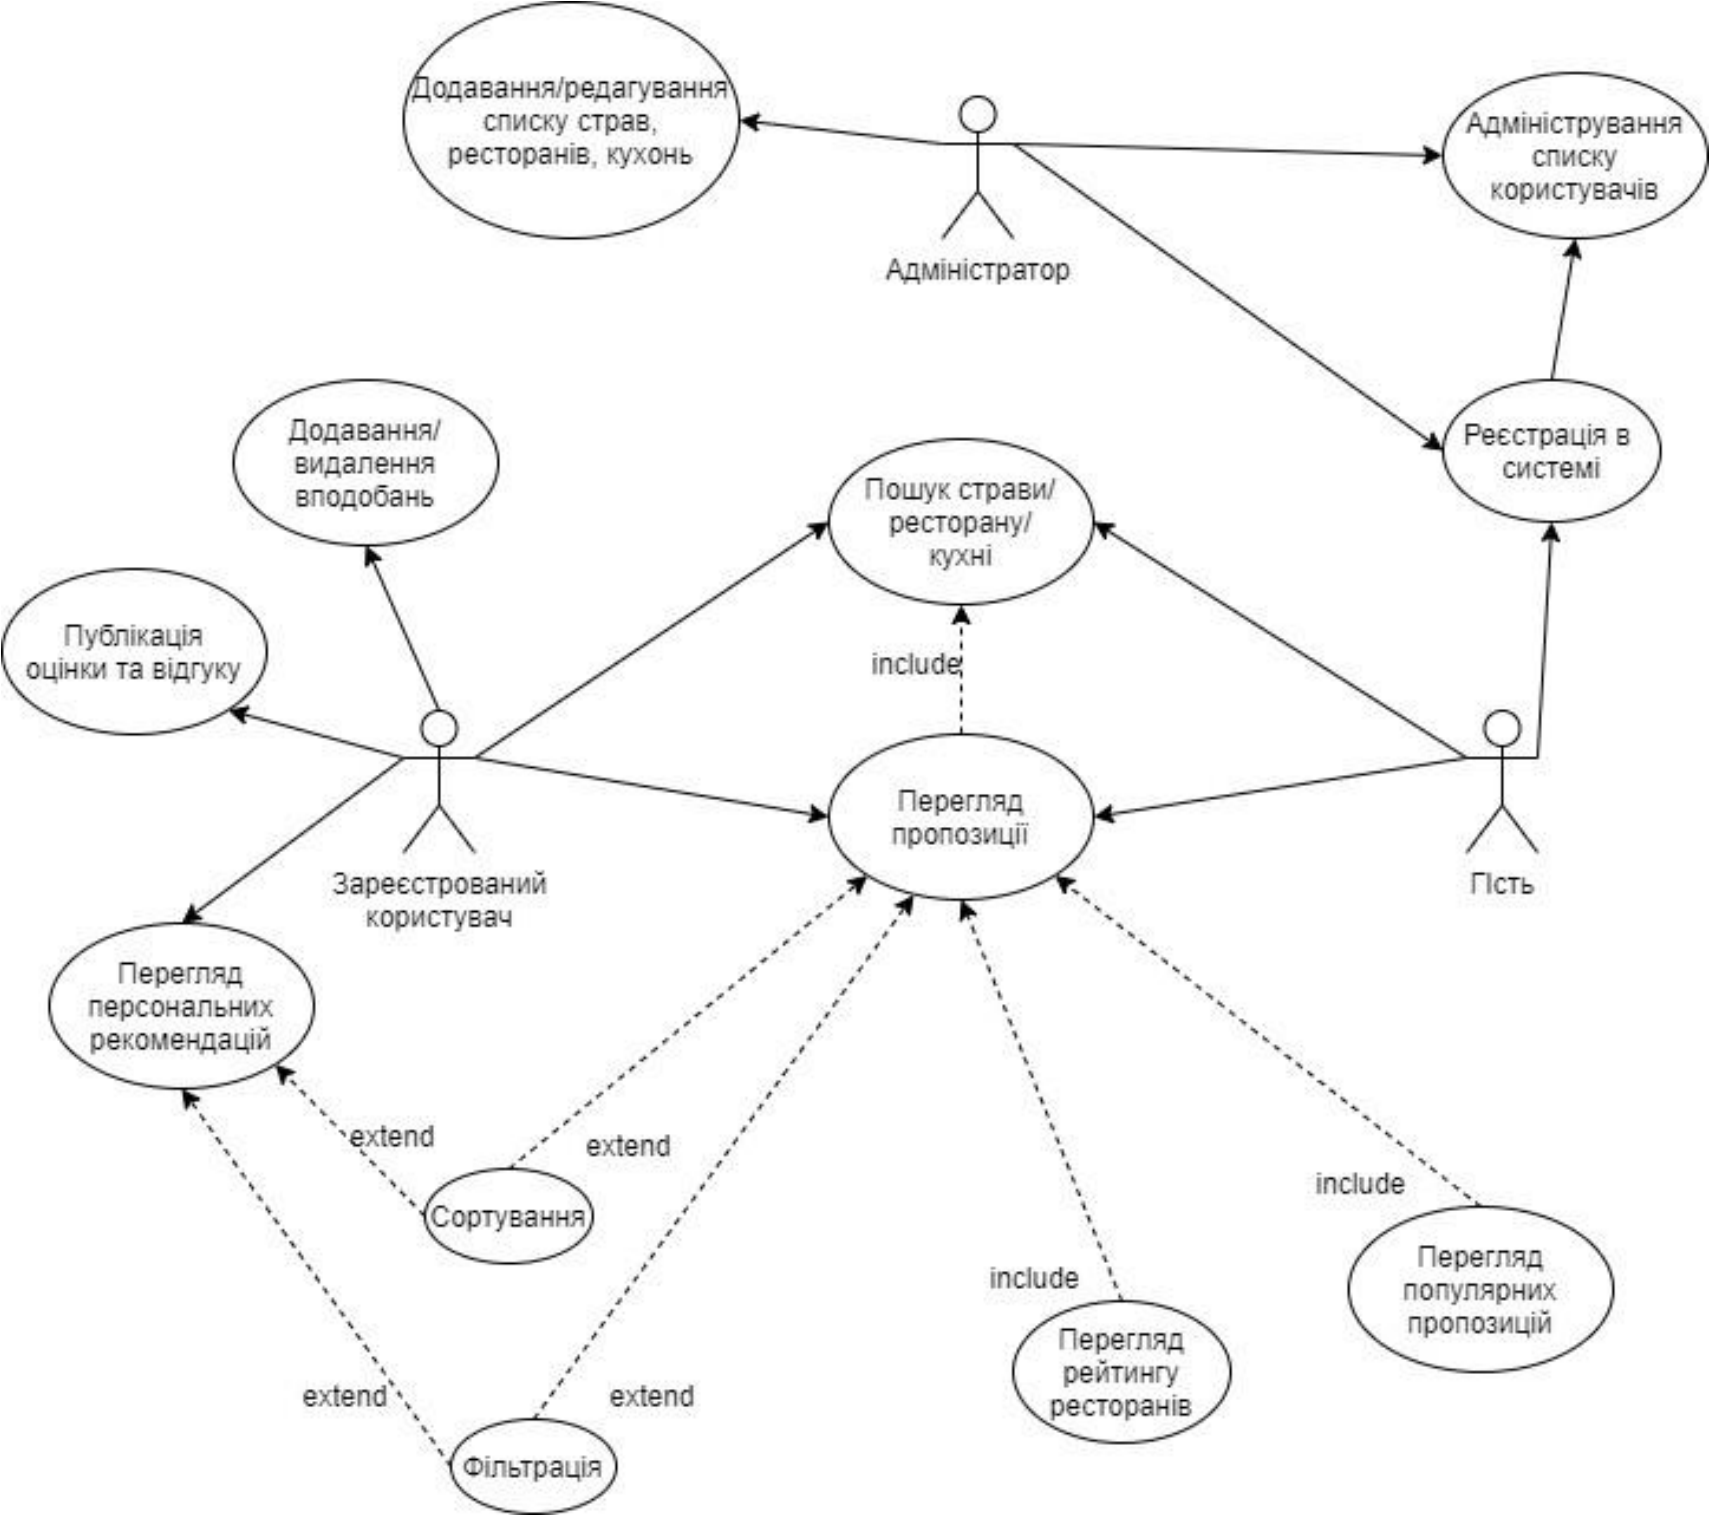 Додавання/редагування
списку страв,
ресторанів, кухонь
Адміністрування
списку
користувачів
Адміністратор
Додавання/
видалення
вподобань
Пошук страви/
ресторану/
кухні
Реєстрація в
системі
Публікація
оцінки та відгуку
include
Перегляд
пропозиції
Зареєстрований
користувач
ГІсть
Перегляд
персональних
рекомендацій
extend
extend
Сортування
include
Перегляд
популярних
пропозицій
include
Перегляд
рейтингу
ресторанів
extend
extend
Фільтрація